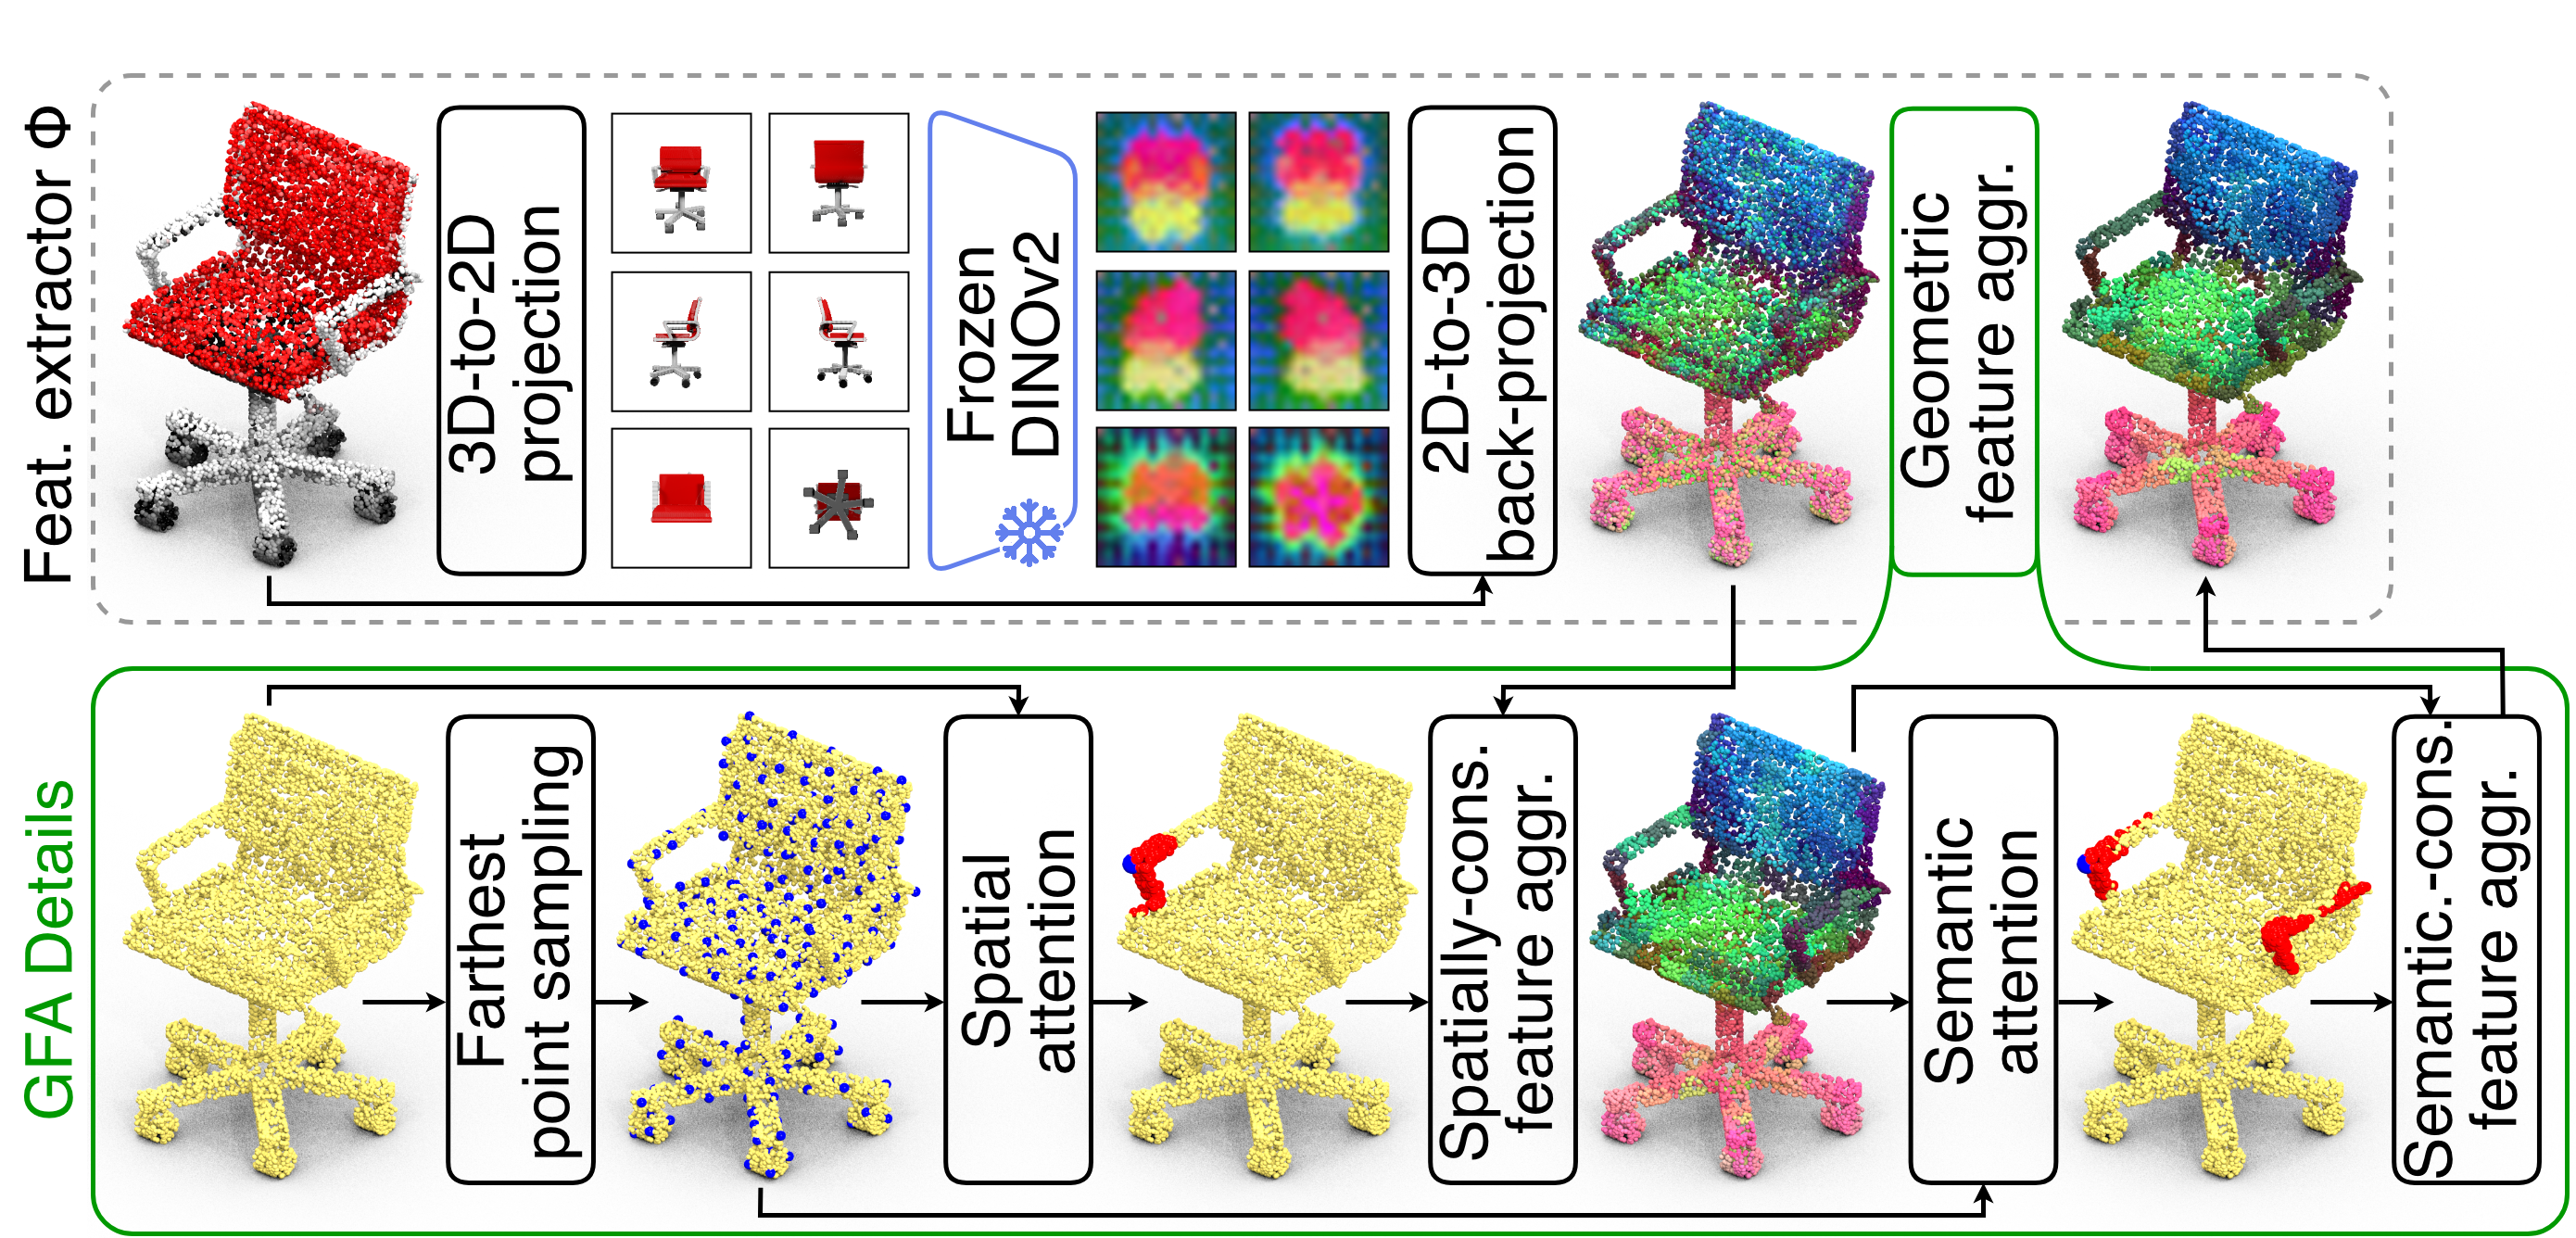 Feat. extractor Φ
3D-to-2D
projection
Frozen
DINOv2
2D-to-3D
back-projection
Geometric
feature aggr.
GFA Details
Farthest
point sampling
Spatial
attention
Spatially-cons.
feature aggr.
Semantic
attention
Semantic.-cons.
feature aggr.